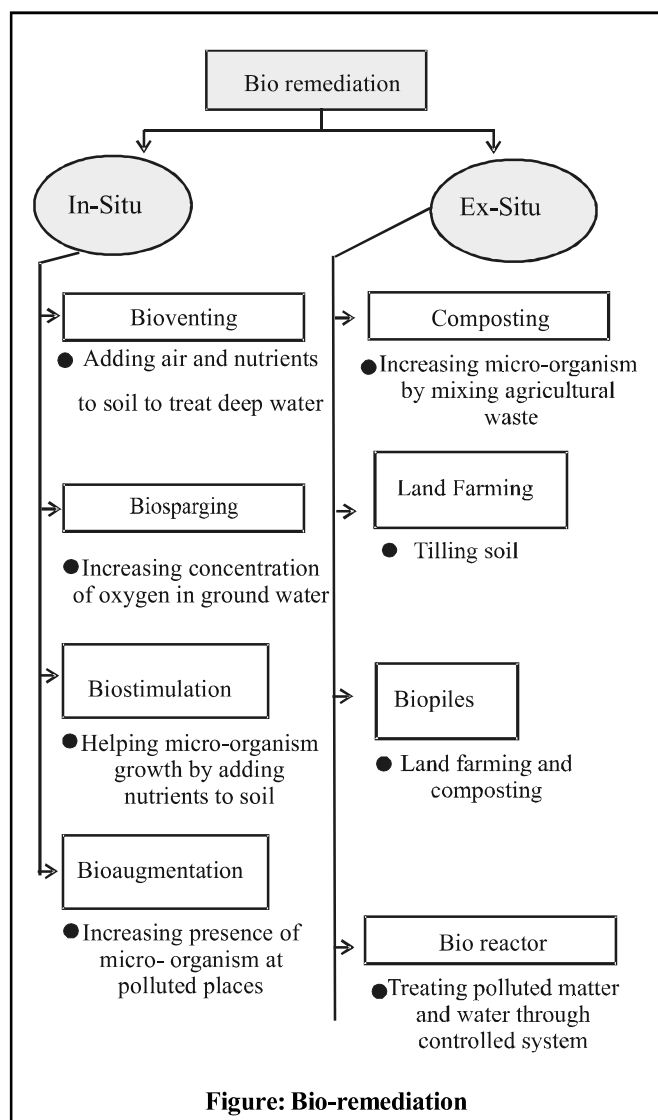 Bio remediation
In-Situ
Bioventing
● Adding air and nutrients
to soil to treat deep water
Biosparging
● Increasing concentration
of oxygen in ground water
Biostimulation
● Helping micro-organism
growth by adding
nutrients to soil
Bioaugmentation
● Increasing presence of
micro- organism at
polluted places
Ex-Situ
Composting
● Increasing micro-organism
by mixing agricultural
waste
Land Farming
● Tilling soil
Biopiles
● Land farming and
composting
Bio reactor
● Treating polluted matter
and water through
controlled system
Figure: Bio-remediation